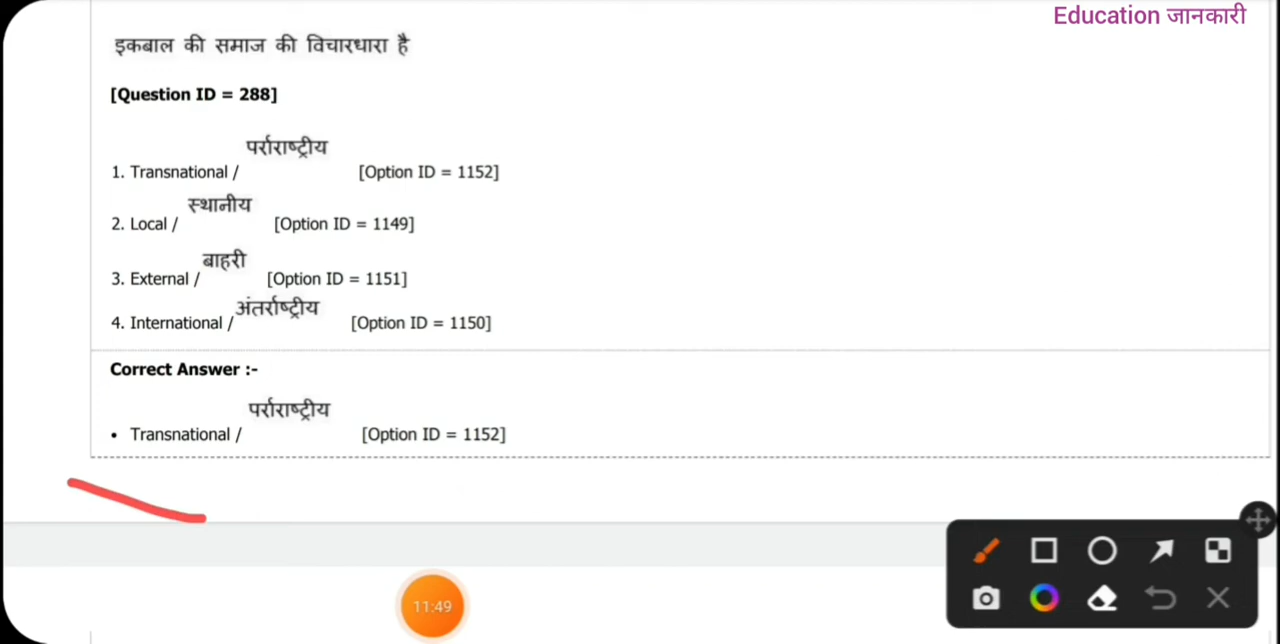 Education जानकारी
इकबाल की समाज की विचारधारा है
[Question ID = 288]
1. Transnational / पर्राराष्ट्रीय [Option ID = 1152]
2. Local / स्थानीय [Option ID = 1149]
3. External / बाहरी [Option ID = 1151]
4. International / अंतर्राष्ट्रीय [Option ID = 1150]
Correct Answer :-
• Transnational / पर्राराष्ट्रीय [Option ID = 1152]
11:49